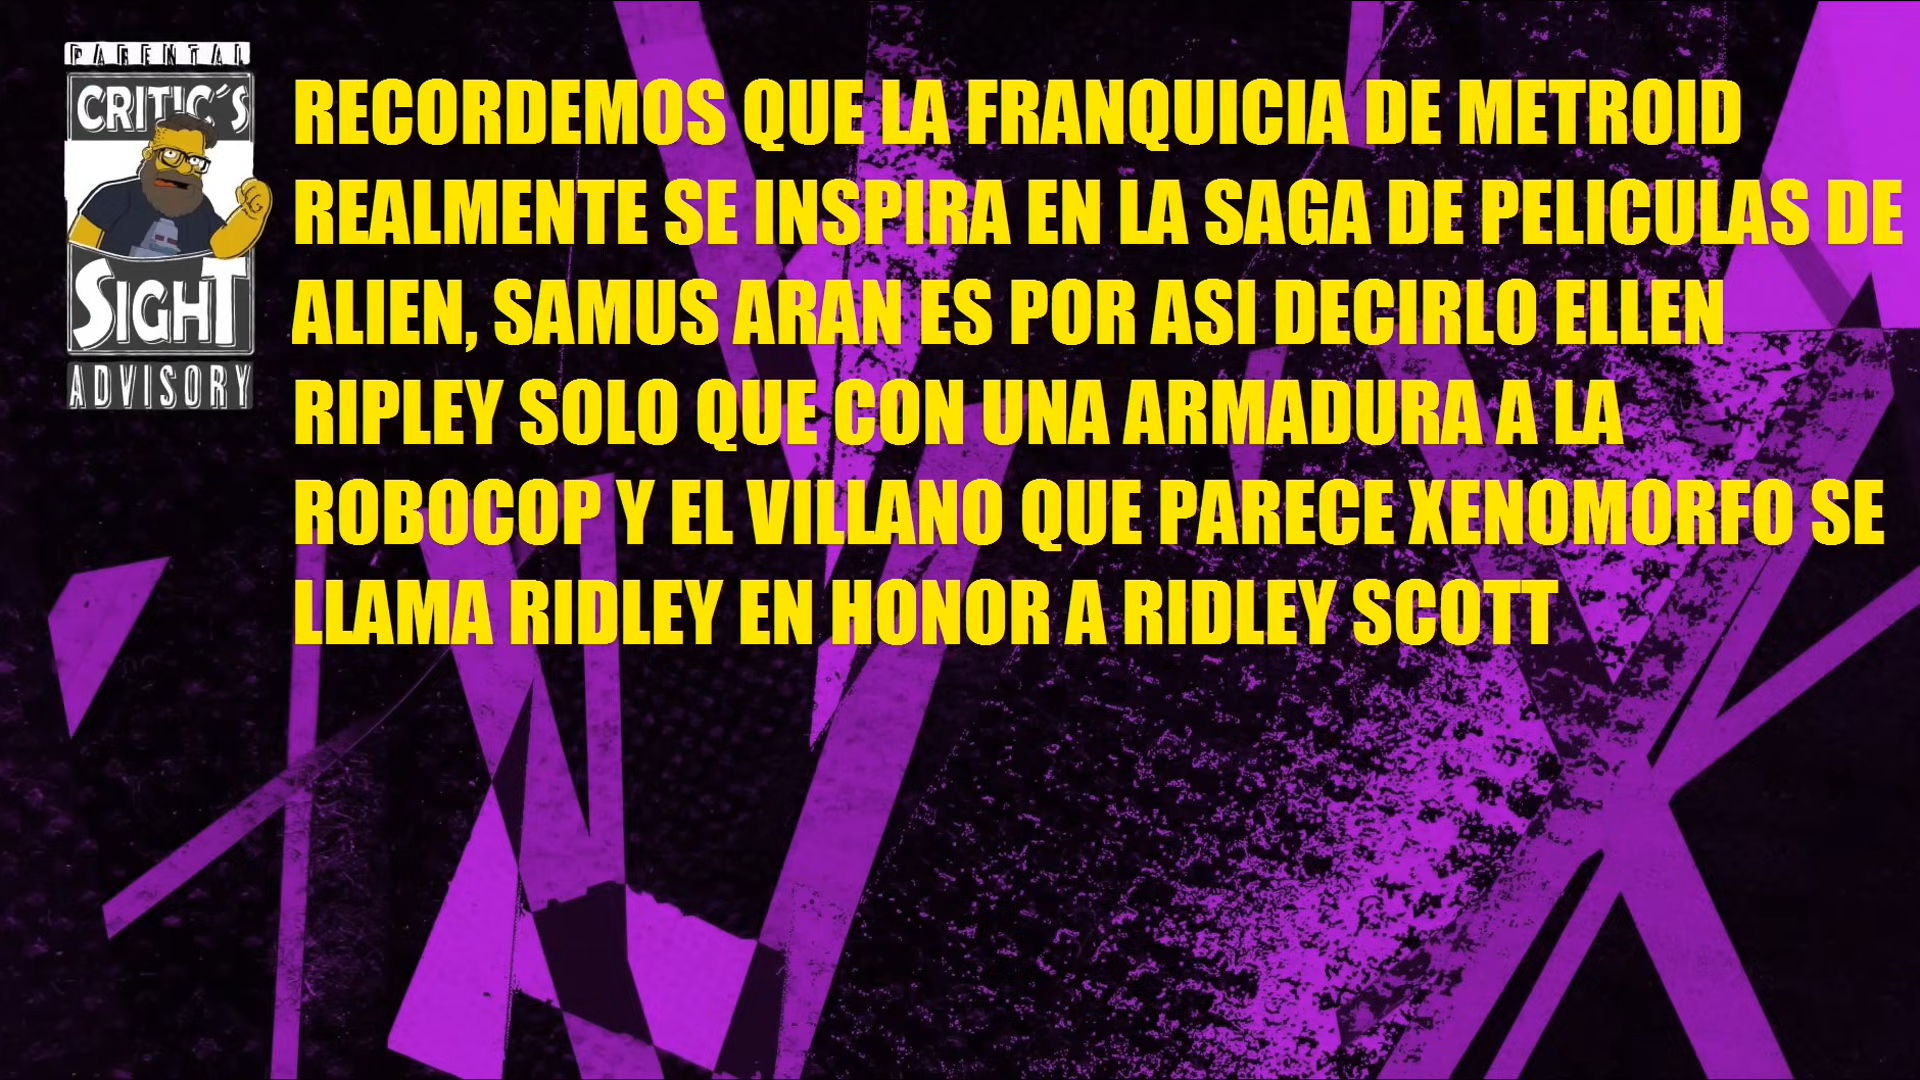 PARENTAL
CRITIC´S
SIGHT
ADVISORY
RECORDEMOS QUE LA FRANQUICIA DE METROID
REALMENTE SE INSPIRA EN LA SAGA DE PELICULAS DE
ALIEN, SAMUS ARAN ES POR ASI DECIRLO ELLEN
RIPLEY SOLO QUE CON UNA ARMADURA A LA
ROBOCOP Y EL VILLANO QUE PARECE XENOMORFO SE
LLAMA RIDLEY EN HONOR A RIDLEY SCOTT